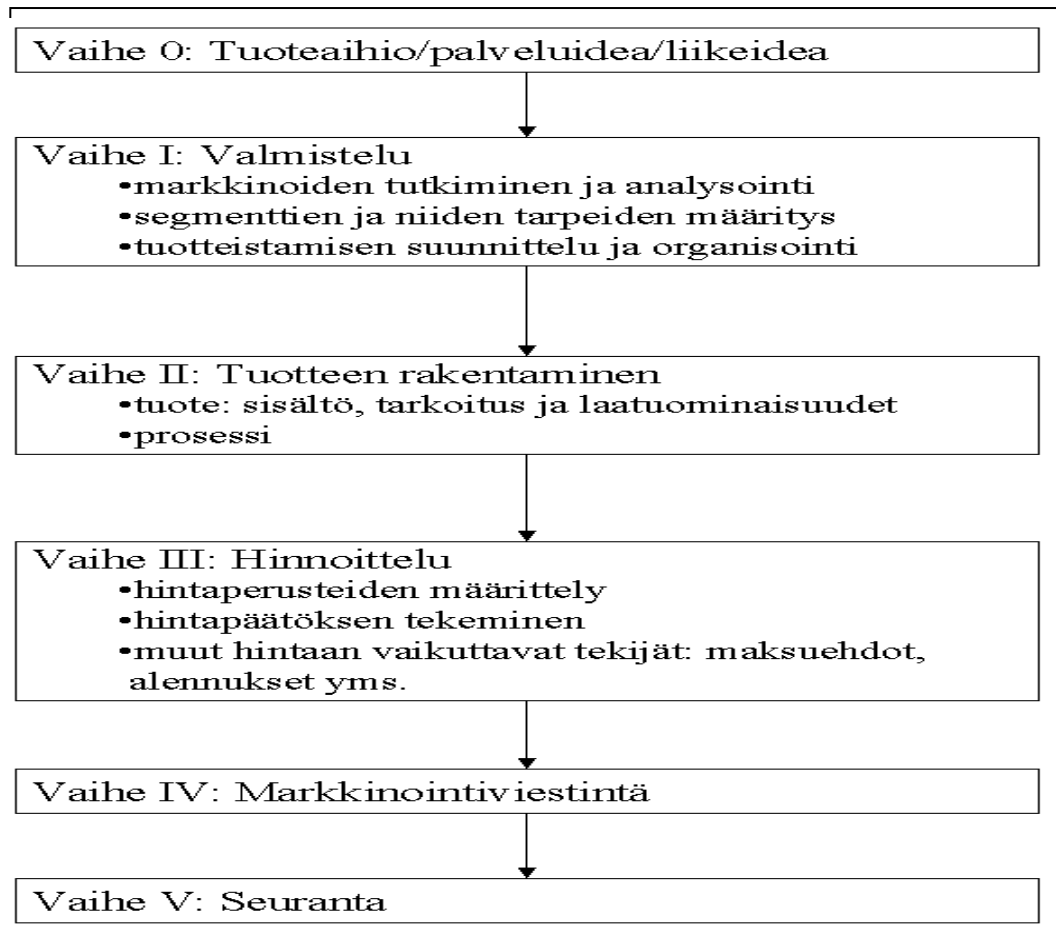 Vaihe 0: Tuoteaihio/palveluidea/liikeidea
Vaihe I: Valmistelu
•markkinoiden tutkiminen ja analysointi
•segmenttien ja niiden tarpeiden määritys
•tuotteistamisen suunnittelu ja organisointi
Vaihe II: Tuotteen rakentaminen
•tuote: sisältö, tarkoitus ja laatuominaisuudet
•prosessi
Vaihe III: Hinnoittelu
•hintaperusteiden määrittely
•hintapäätöksen tekeminen
•muut hintaan vaikuttavat tekijät: maksuehdot,
alennukset yms.
Vaihe IV: Markkinointiviestintä
Vaihe V: Seuranta